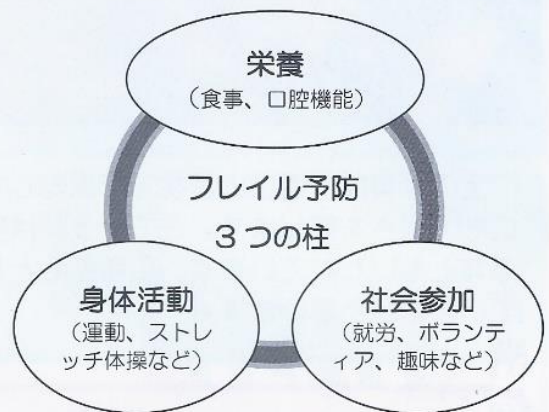 栄養
（食事、口腔機能）
フレイル予防
３つの柱
身体活動
（運動、ストレ
ッチ体操など）
社会参加
（就労、ボランテ
ィア、趣味など）